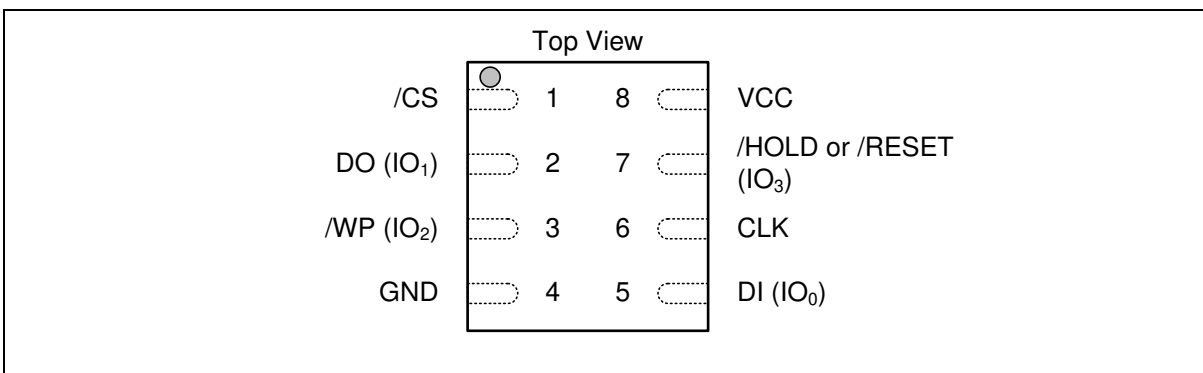 Top View
/CS 1 8 VCC
DO (IO₁) 2 7 /HOLD or /RESET
(IO₃)
/WP (IO₂) 3 6 CLK
GND 4 5 DI (IO₀)